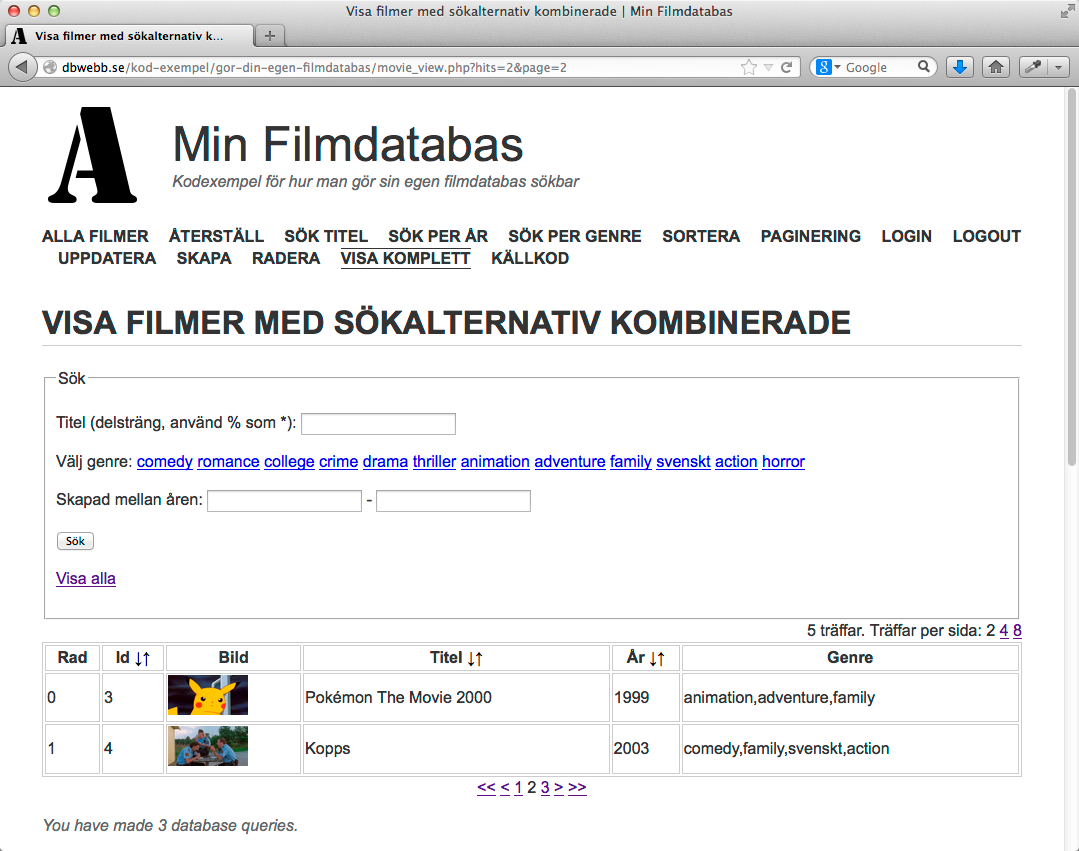 Visa filmer med sökalternativ kombinerade | Min Filmdatabas
Visa filmer med sökalternativ k...
dbwebb.se/kod-exempel/gor-din-egen-filmdatabas/movie_view.php?hits=2&page=2
8 Google
A Min Filmdatabas
Kodexempel för hur man gör sin egen filmdatabas sökbar
ALLA FILMER ÅTERSTÄLL SÖK TITEL SÖK PER ÅR SÖK PER GENRE SORTERA PAGINERING LOGIN LOGOUT
UPPDATERA SKAPA RADERA VISA KOMPLETT KÄLLKOD
VISA FILMER MED SÖKALTERNATIV KOMBINERADE
Sök
Titel (delsträng, använd % som *):
Välj genre: comedy romance college crime drama thriller animation adventure family svenskt action horror
Skapad mellan åren: -
Sök
Visa alla
5 träffar. Träffar per sida: 2 4 8
Rad Id ↓↑ Bild Titel ↓↑ År ↓↑ Genre
0 3 Pokémon The Movie 2000 1999 animation,adventure,family
1 4 Kopps 2003 comedy,family,svenskt,action
<< < 1 2 3 > >>
You have made 3 database queries.